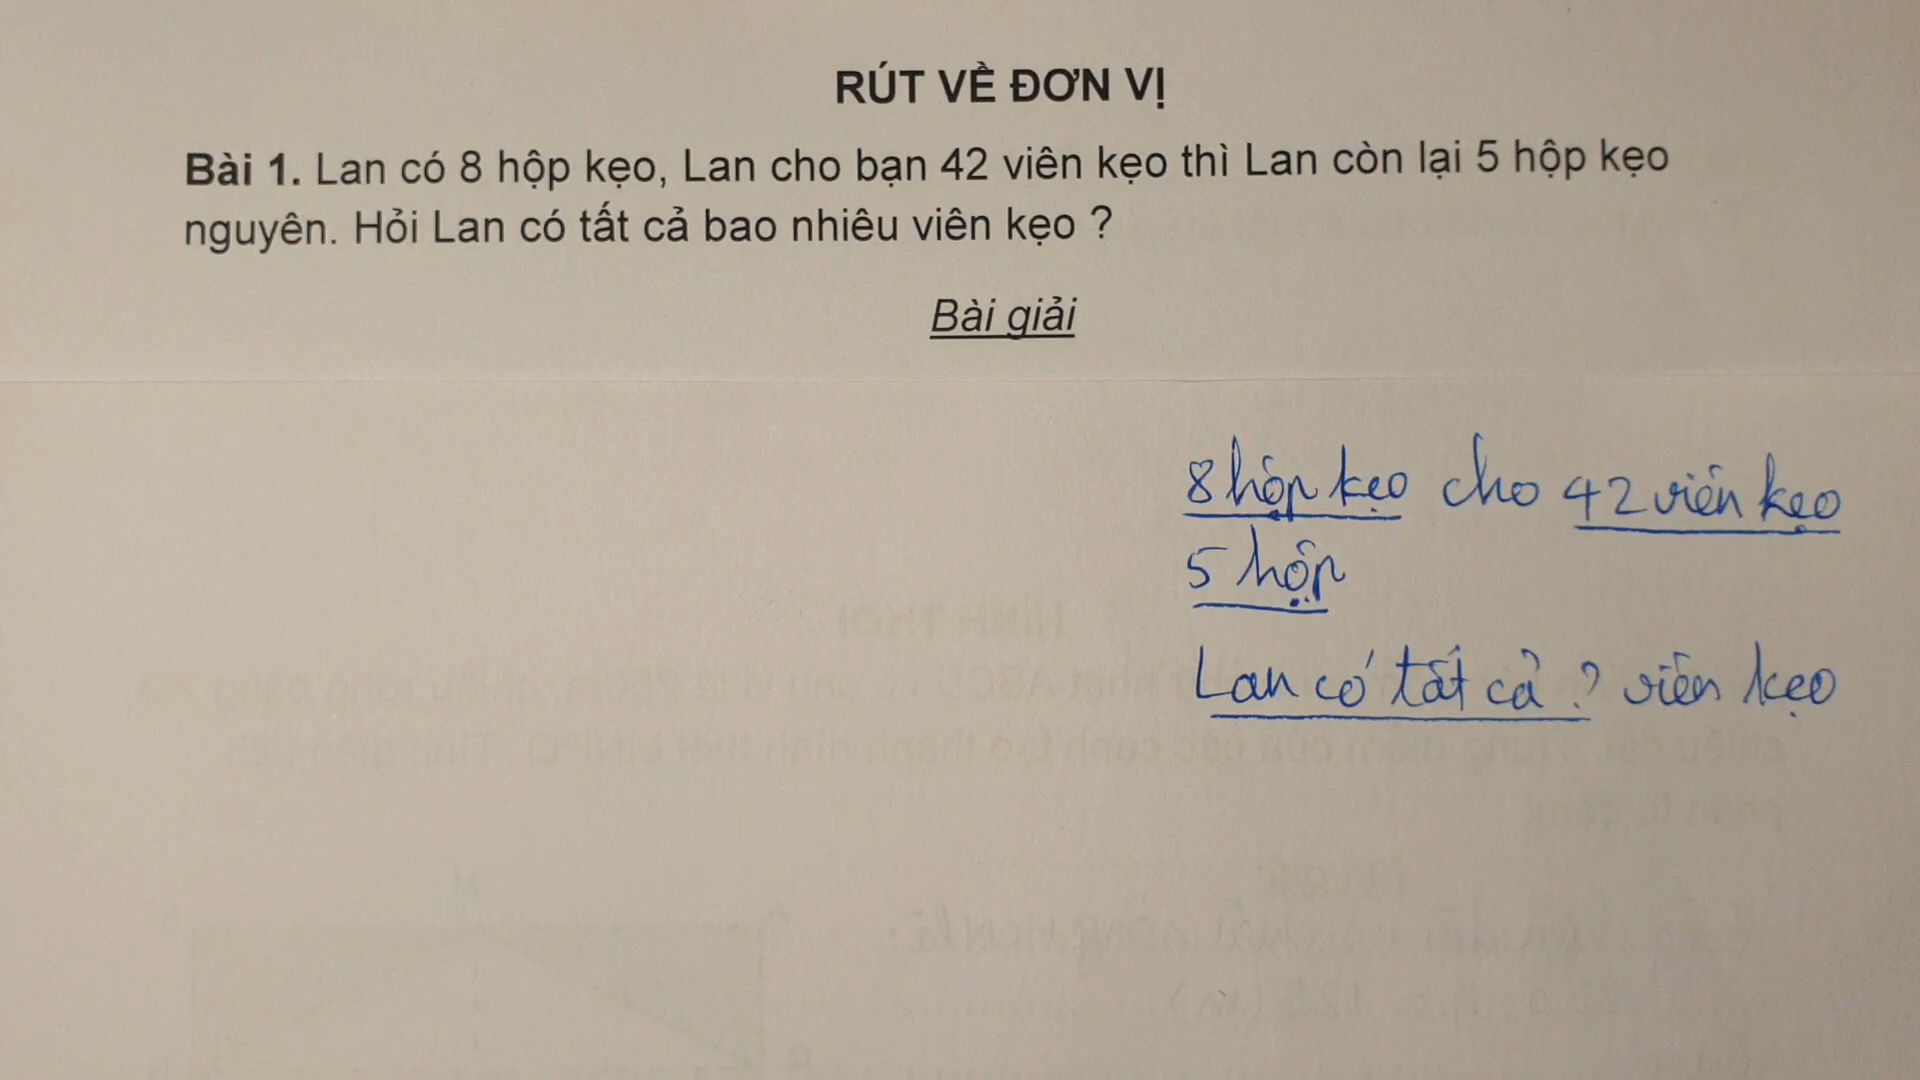 RÚT VỀ ĐƠN VỊ
Bài 1. Lan có 8 hộp kẹo, Lan cho bạn 42 viên kẹo thì Lan còn lại 5 hộp kẹo
nguyên. Hỏi Lan có tất cả bao nhiêu viên kẹo ?
Bài giải
8 hộp kẹo cho 42 viên kẹo
5 hộp
Lan có tất cả ? viên kẹo